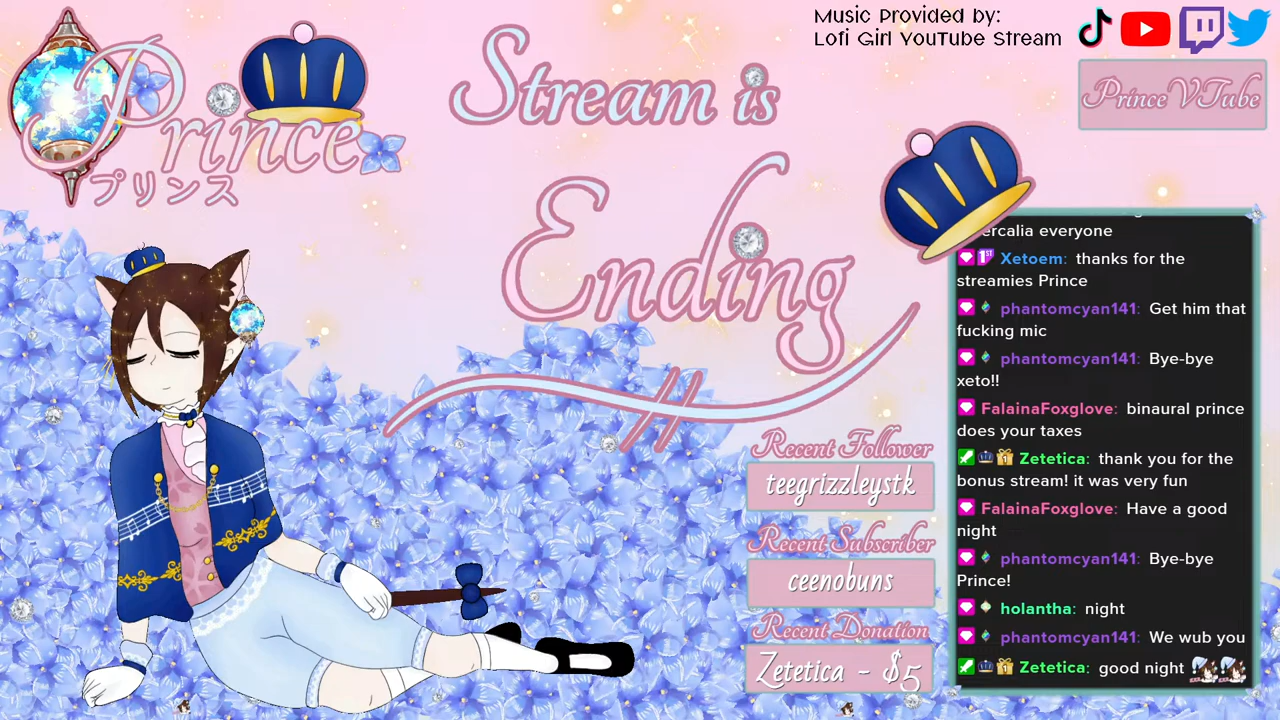 Music Provided by:
Lofi Girl YouTube Stream
Prince
プリンス
Stream is
Ending
PrinceVTube
Recent Follower
teegrizzleystk
Recent Subscriber
ceenobuns
Recent Donation
Zetetica - $5
everyone
Xetoem: thanks for the
streamies Prince
phantomcyan141: Get him that
fucking mic
phantomcyan141: Bye-bye
xeto!!
FalainaFoxglove: binaural prince
does your taxes
Zetetica: thank you for the
bonus stream! it was very fun
FalainaFoxglove: Have a good
night
phantomcyan141: Bye-bye
Prince!
holantha: night
phantomcyan141: We wub you
Zetetica: good night